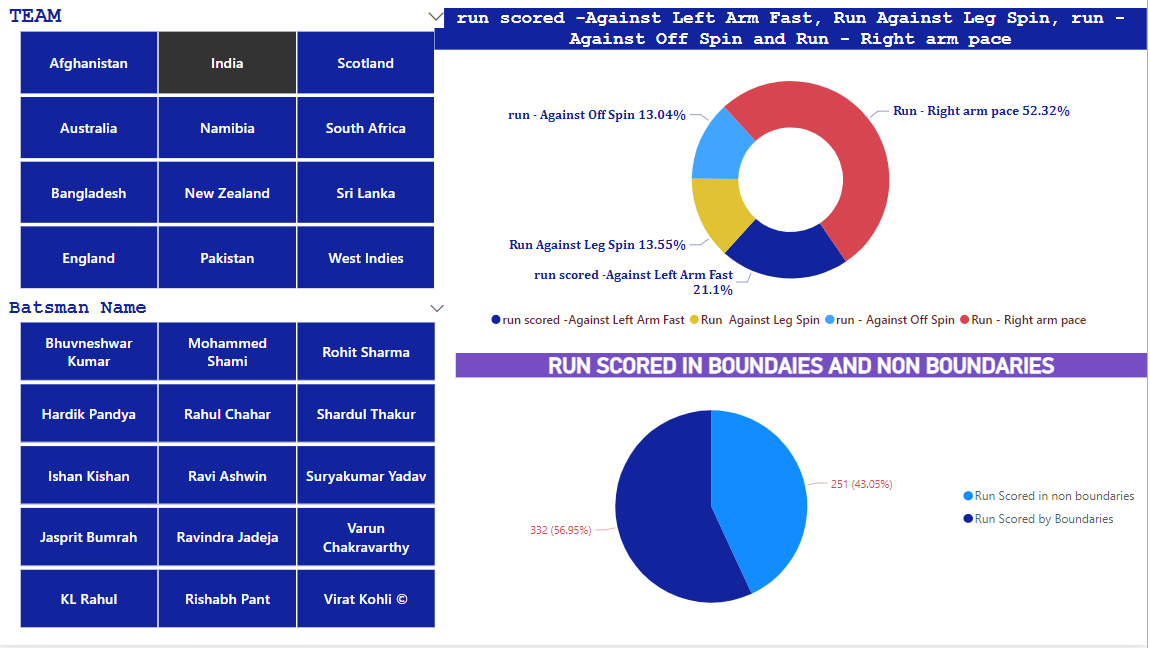 TEAM
Afghanistan
India
Scotland
Australia
Namibia
South Africa
Bangladesh
New Zealand
Sri Lanka
England
Pakistan
West Indies
Batsman Name
Bhuvneshwar
Kumar
Mohammed
Shami
Rohit Sharma
Hardik Pandya
Rahul Chahar
Shardul Thakur
Ishan Kishan
Ravi Ashwin
Suryakumar Yadav
Jasprit Bumrah
Ravindra Jadeja
Varun
Chakravarthy
KL Rahul
Rishabh Pant
Virat Kohli ©
run scored -Against Left Arm Fast, Run Against Leg Spin, run -
Against Off Spin and Run - Right arm pace
run - Against Off Spin 13.04%
Run - Right arm pace 52.32%
Run Against Leg Spin 13.55%
run scored -Against Left Arm Fast
21.1%
run scored -Against Left Arm Fast
Run Against Leg Spin
run - Against Off Spin
Run - Right arm pace
RUN SCORED IN BOUNDAIES AND NON BOUNDARIES
251 (43.05%)
332 (56.95%)
Run Scored in non boundaries
Run Scored by Boundaries